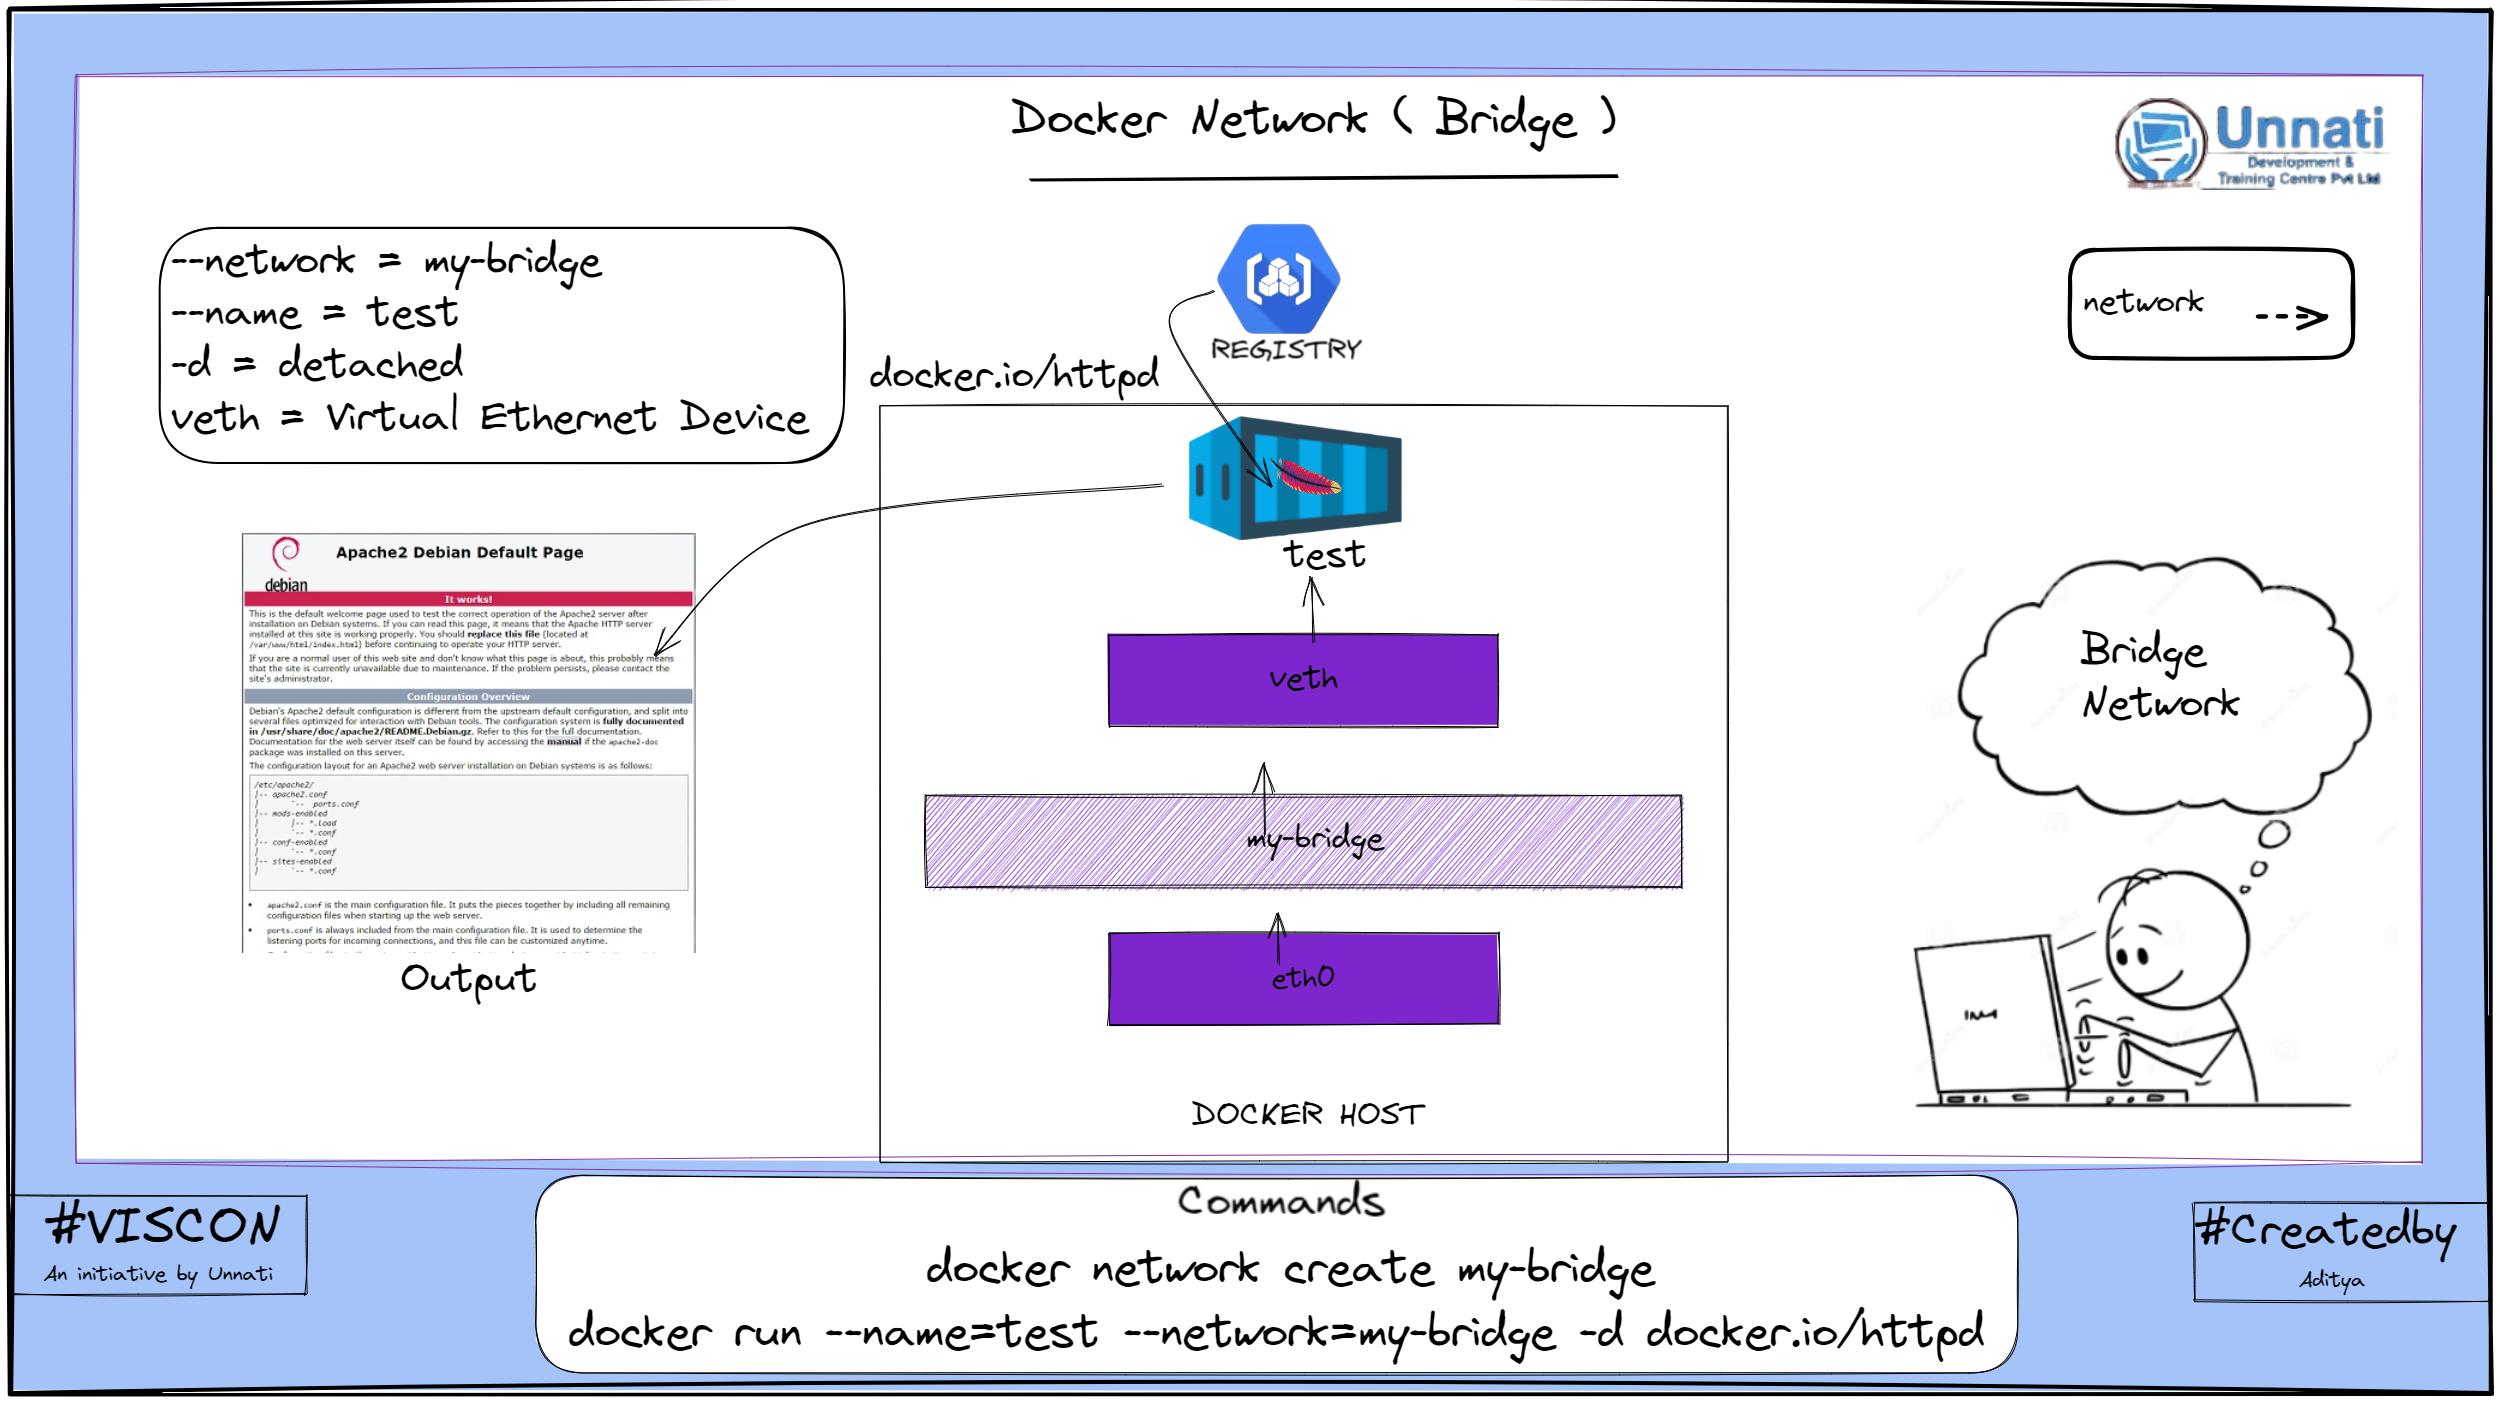 Docker Network ( Bridge )
Unnati
Development &
Training Centre Pvt Ltd
--network = my-bridge
--name = test
-d = detached
veth = Virtual Ethernet Device
REGISTRY
network -->
docker.io/httpd
test
veth
my-bridge
eth0
DOCKER HOST
debian
Apache2 Debian Default Page
It works!
This is the default welcome page used to test the correct operation of the Apache2 server after
installation on Debian systems. If you can read this page, it means that the Apache HTTP server
installed at this site is working properly. You should replace this file (located at
/var/www/html/index.html) before continuing to operate your HTTP server.
If you are a normal user of this web site and don't know what this page is about, this probably means
that the site is currently unavailable due to maintenance. If the problem persists, please contact the
site's administrator.
Configuration Overview
Debian's Apache2 default configuration is different from the upstream default configuration, and split into
several files optimized for interaction with Debian tools. The configuration system is fully documented
in /usr/share/doc/apache2/README.Debian.gz. Refer to this for the full documentation.
Documentation for the web server itself can be found by accessing the manual if the apache2-doc
package was installed on this server.
The configuration layout for an Apache2 web server installation on Debian systems is as follows:
/etc/apache2/
|-- apache2.conf
|       `--  ports.conf
|-- mods-enabled
|       |-- *.load
|       `-- *.conf
|-- conf-enabled
|       `-- *.conf
|-- sites-enabled
|       `-- *.conf
• apache2.conf is the main configuration file. It puts the pieces together by including all remaining
configuration files when starting up the web server.
• ports.conf is always included from the main configuration file. It is used to determine the
listening ports for incoming connections, and this file can be customized anytime.
Output
Bridge
Network
#VISCON
An initiative by Unnati
Commands
docker network create my-bridge
docker run --name=test --network=my-bridge -d docker.io/httpd
#Createdby
Aditya